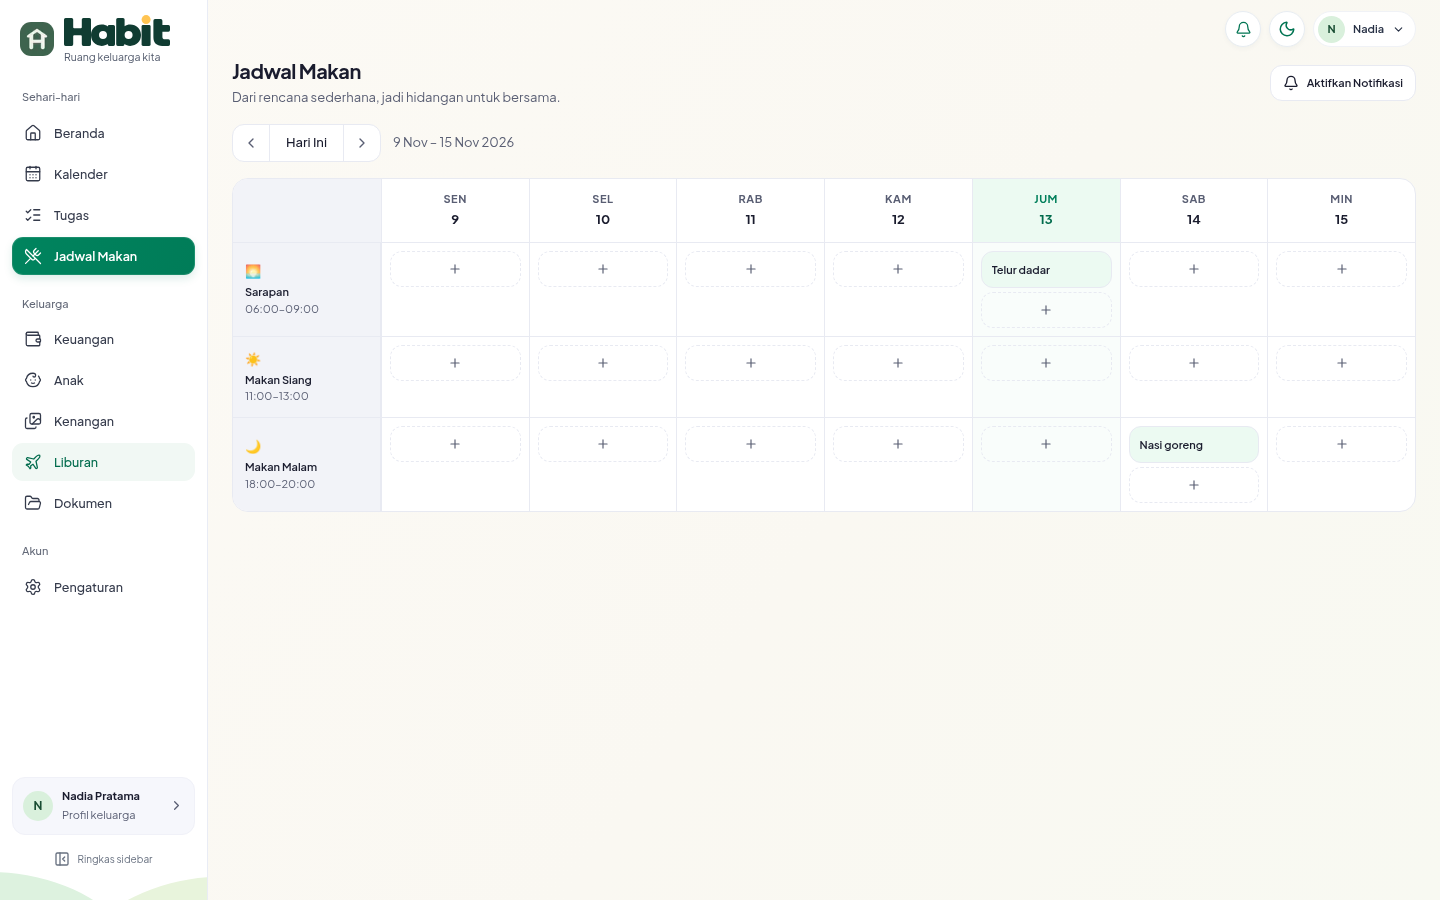 Habit
Ruang keluarga kita
Sehari-hari
Beranda
Kalender
Tugas
Jadwal Makan
Keluarga
Keuangan
Anak
Kenangan
Liburan
Dokumen
Akun
Pengaturan
N
Nadia Pratama
Profil keluarga
Ringkas sidebar
N Nadia
Jadwal Makan
Dari rencana sederhana, jadi hidangan untuk bersama.
Aktifkan Notifikasi
Hari Ini
9 Nov – 15 Nov 2026
SEN SEL RAB KAM JUM SAB MIN
9 10 11 12 13 14 15
Sarapan
06:00–09:00
Telur dadar
Makan Siang
11:00–13:00
Makan Malam
18:00–20:00
Nasi goreng